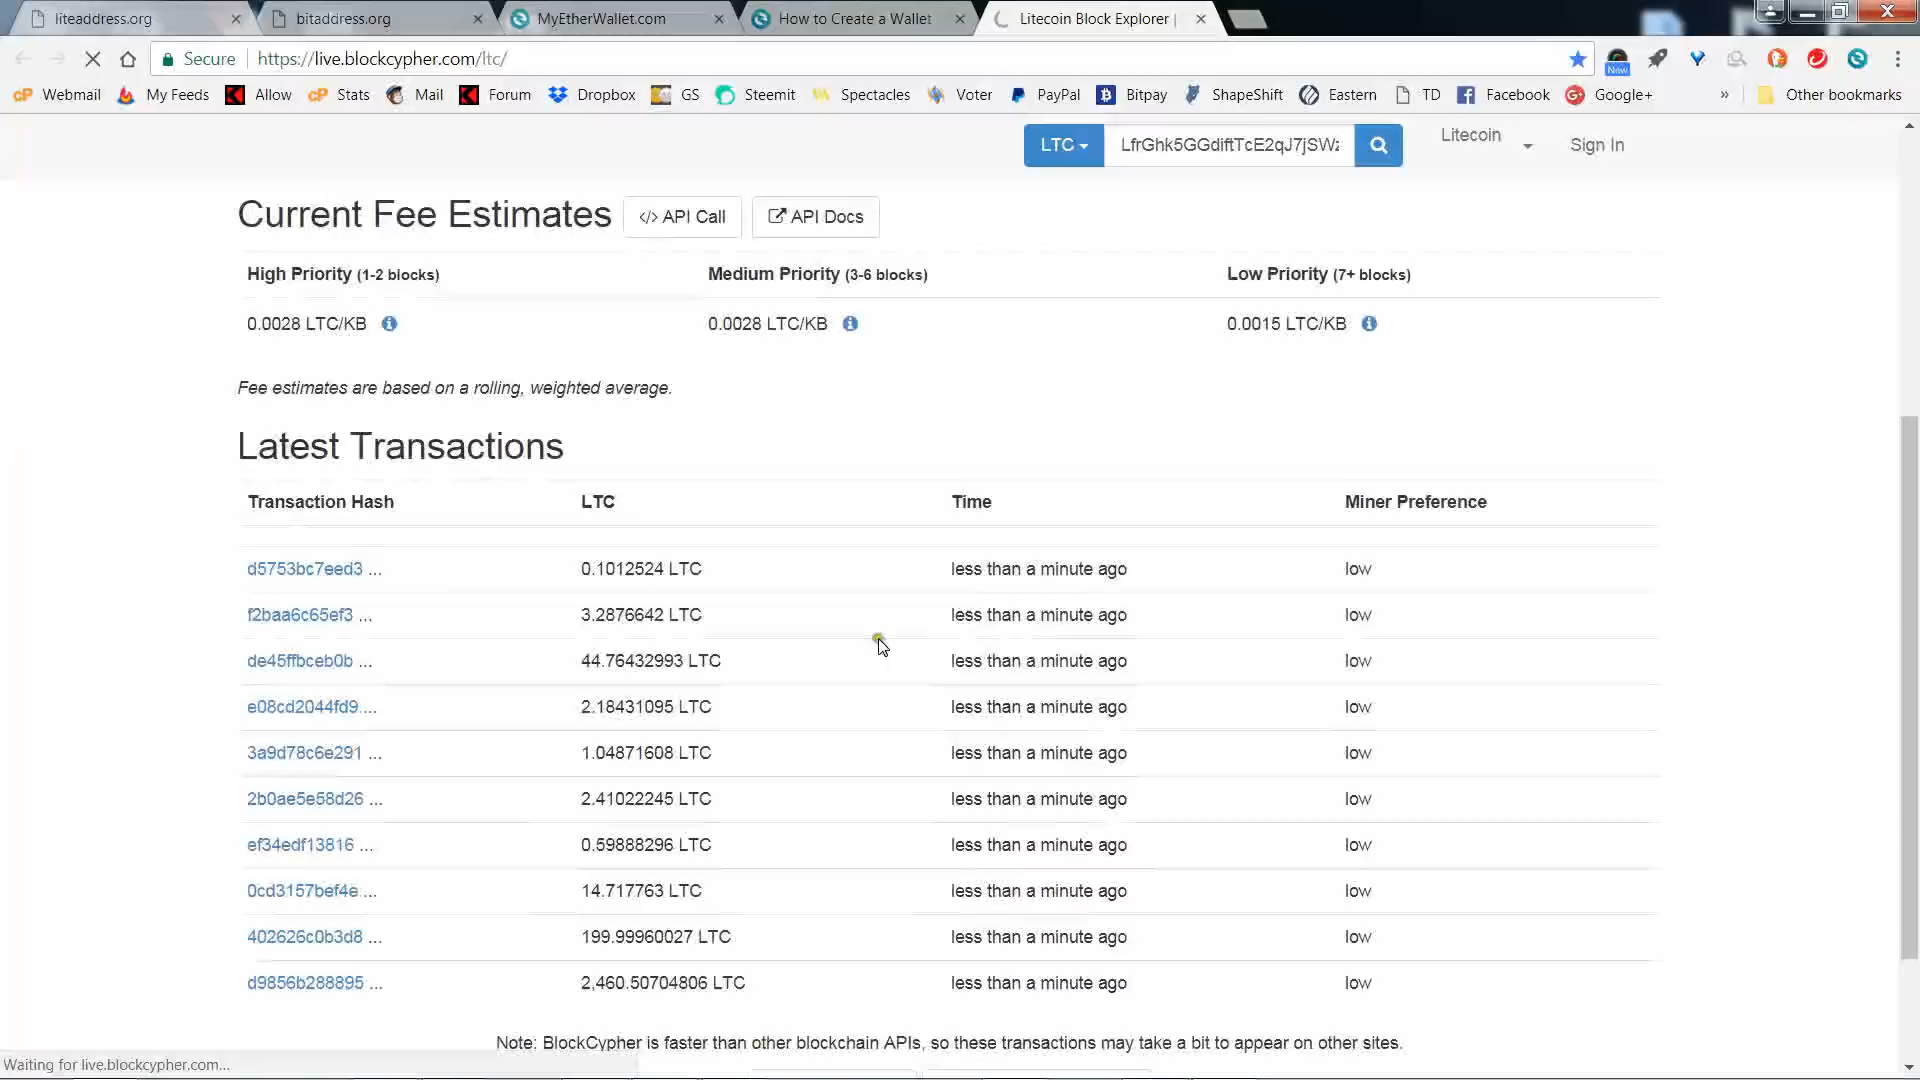 liteaddress.org
bitaddress.org
MyEtherWallet.com
How to Create a Wallet
Litecoin Block Explorer |
Secure
https://live.blockcypher.com/ltc/
New
Webmail
My Feeds
Allow
Stats
Mail
Forum
Dropbox
GS
Steemit
Spectacles
Voter
PayPal
Bitpay
ShapeShift
Eastern
TD
Facebook
Google+
»
Other bookmarks
LTC
LfrGhk5GGdiftTcE2qJ7jSWz
Litecoin
Sign In
Current Fee Estimates
</> API Call
API Docs
High Priority (1-2 blocks)
Medium Priority (3-6 blocks)
Low Priority (7+ blocks)
0.0028 LTC/KB
0.0028 LTC/KB
0.0015 LTC/KB
Fee estimates are based on a rolling, weighted average.
Latest Transactions
Transaction Hash LTC Time Miner Preference
d5753bc7eed3 ... 0.1012524 LTC less than a minute ago low
f2baa6c65ef3 ... 3.2876642 LTC less than a minute ago low
de45ffbceb0b ... 44.76432993 LTC less than a minute ago low
e08cd2044fd9 ... 2.18431095 LTC less than a minute ago low
3a9d78c6e291 ... 1.04871608 LTC less than a minute ago low
2b0ae5e58d26 ... 2.41022245 LTC less than a minute ago low
ef34edf13816 ... 0.59888296 LTC less than a minute ago low
0cd3157bef4e ... 14.717763 LTC less than a minute ago low
402626c0b3d8 ... 199.99960027 LTC less than a minute ago low
d9856b288895 ... 2,460.50704806 LTC less than a minute ago low
Note: BlockCypher is faster than other blockchain APIs, so these transactions may take a bit to appear on other sites.
Waiting for live.blockcypher.com...